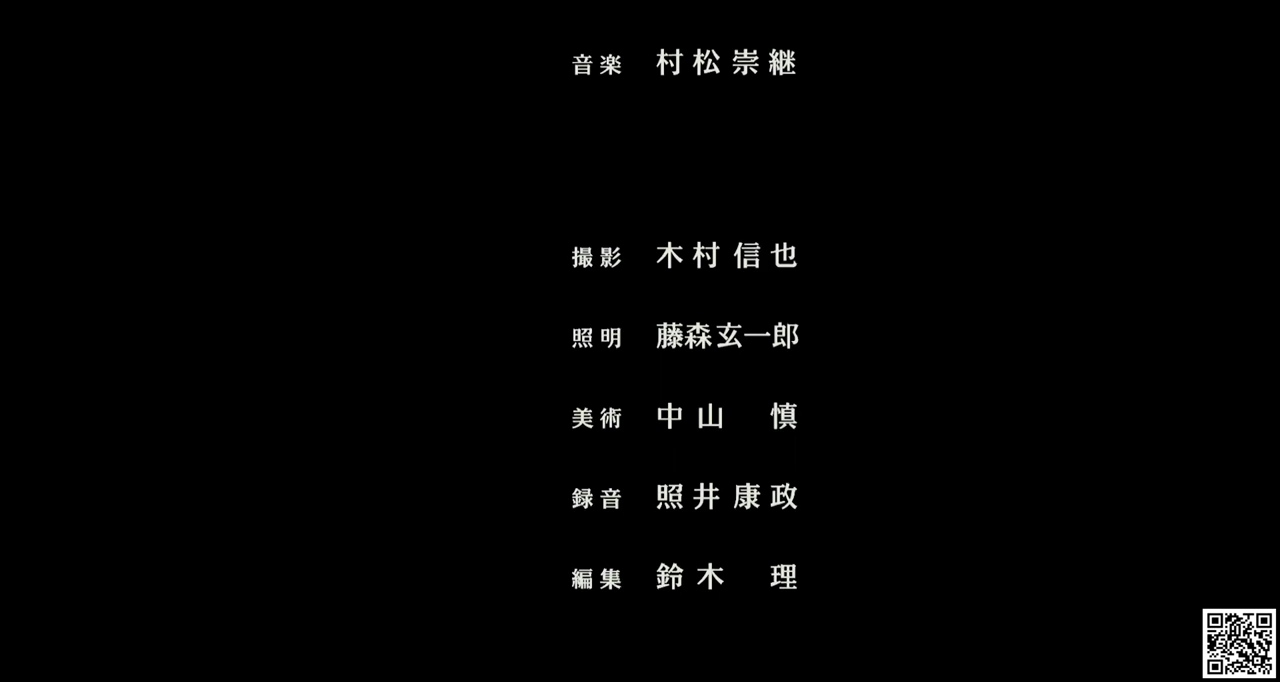 音楽 村松崇継
撮影 木村信也
照明 藤森玄一郎
美術 中山 慎
録音 照井康政
編集 鈴木 理